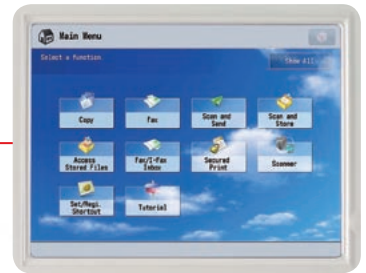 Main Menu
Select a function.
Show All
Copy
Fax
Scan and
Send
Scan and
Store
Access
Stored Files
Fax/I-Fax
Inbox
Secured
Print
Scanner
Set/Regi.
Shortcut
Tutorial